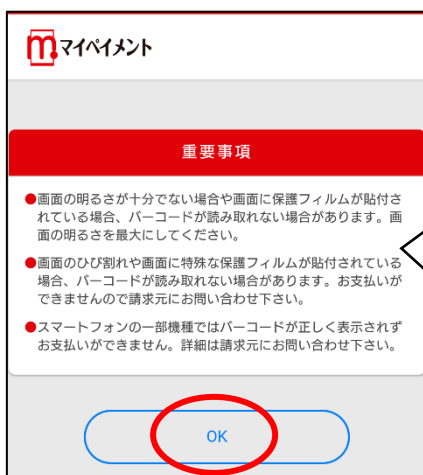 m.マイペイメント
重要事項
●画面の明るさが十分でない場合や画面に保護フィルムが貼付さ
れている場合、バーコードが読み取れない場合があります。画
面の明るさを最大にしてください。
●画面のひび割れや画面に特殊な保護フィルムが貼付されている
場合、バーコードが読み取れない場合があります。お支払いが
できませんので請求元にお問い合わせ下さい。
●スマートフォンの一部機種ではバーコードが正しく表示されず
お支払いができません。詳細は請求元にお問い合わせ下さい。
OK